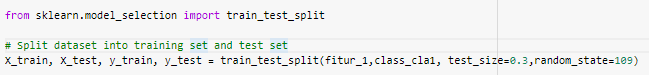 from sklearn.model_selection import train_test_split
# Split dataset into training set and test set
X_train, X_test, y_train, y_test = train_test_split(fitur_1,class_cla1, test_size=0.3,random_state=109)